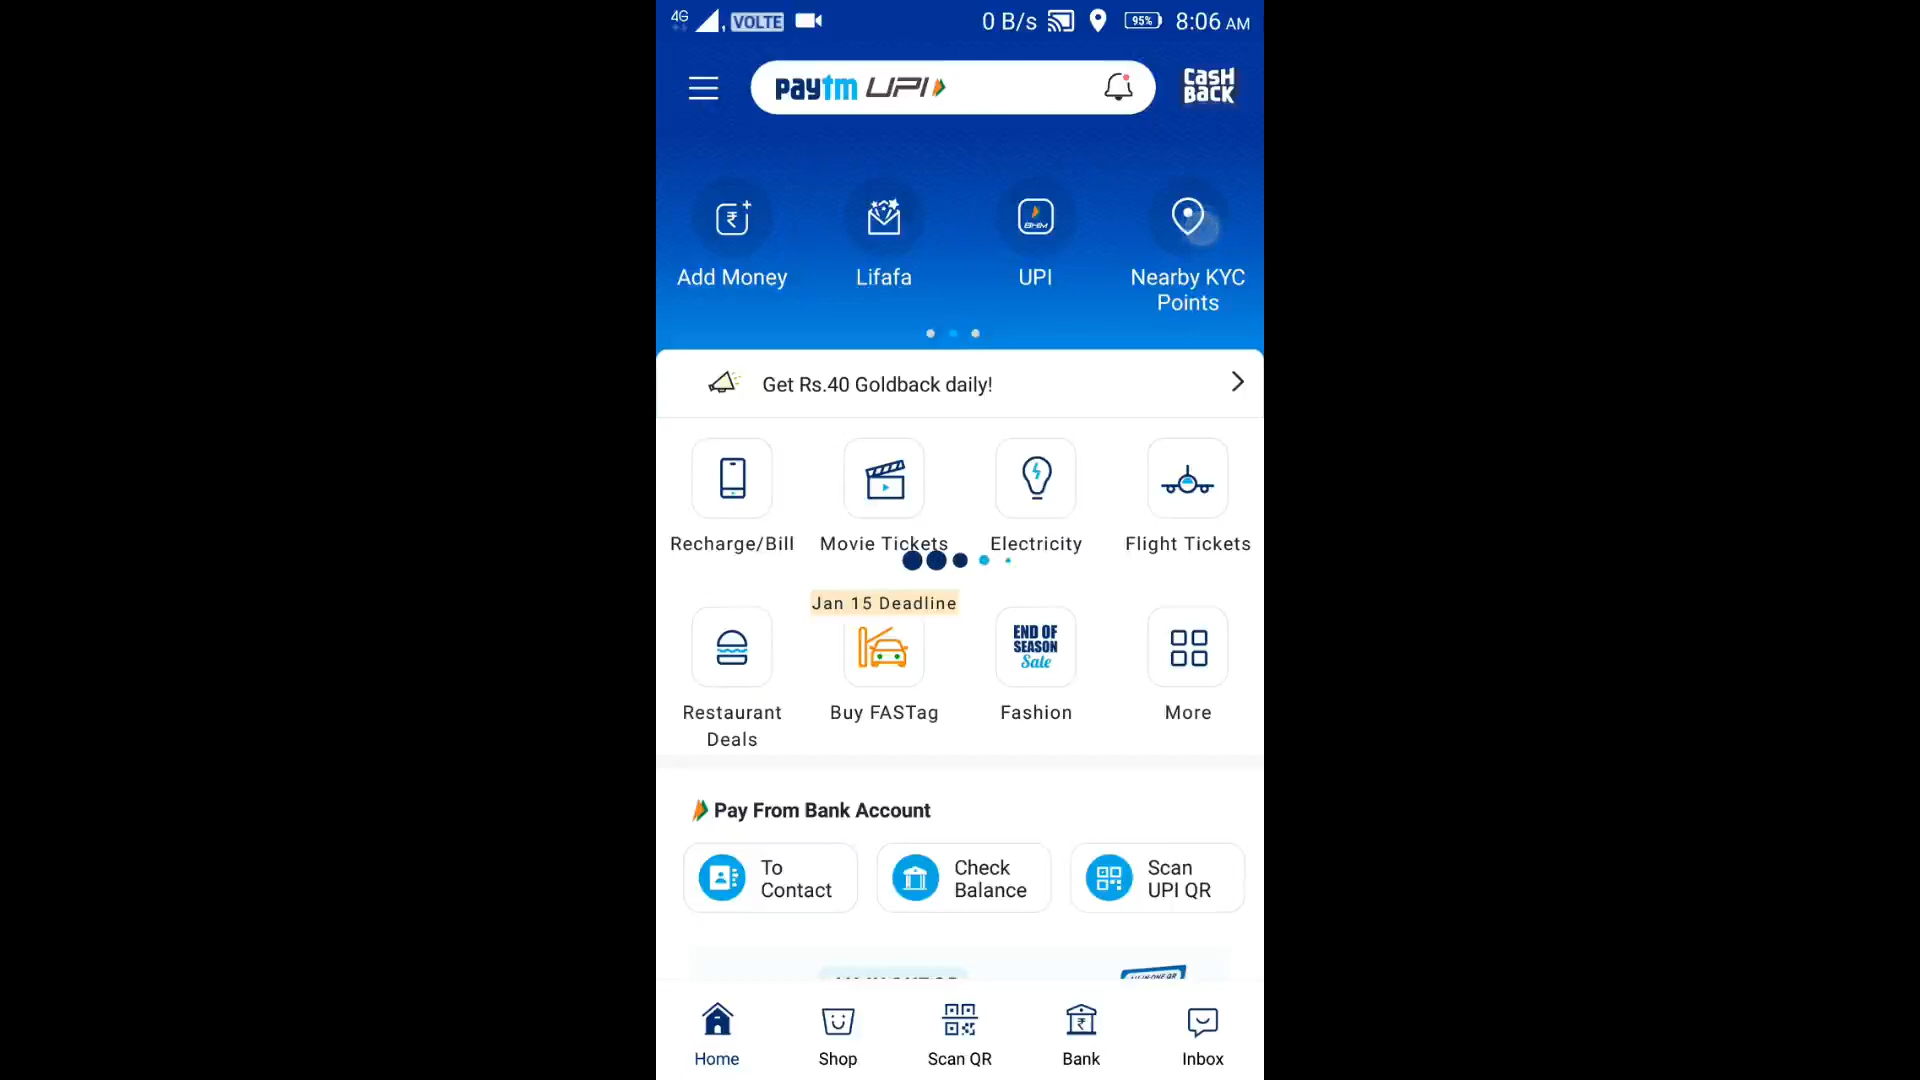 4G VOLTE 0 B/s 95% 8:06 AM
paytm UPI CASH
BACK
Add Money Lifafa UPI Nearby KYC
Points
Get Rs.40 Goldback daily!
Recharge/Bill Movie Tickets Electricity Flight Tickets
Jan 15 Deadline
END OF
SEASON
Sale
Restaurant
Deals
Buy FASTag Fashion More
Pay From Bank Account
To
Contact
Check
Balance
Scan
UPI QR
Home Shop Scan QR Bank Inbox